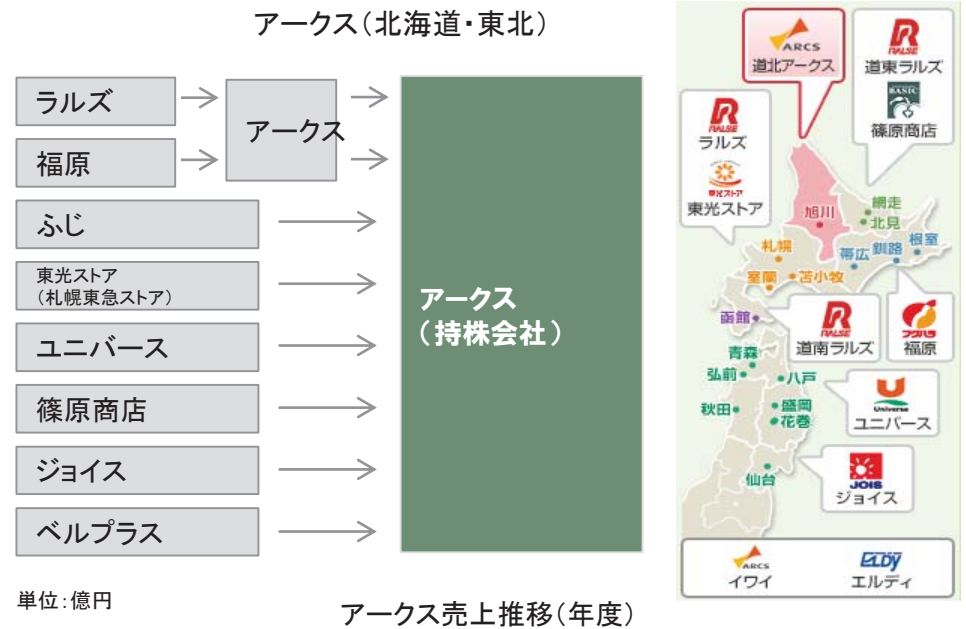 アークス（北海道・東北）
ラルズ
福原
アークス
ふじ
東光ストア
（札幌東急ストア）
ユニバース
篠原商店
ジョイス
ベルプラス
アークス
（持株会社）
単位：億円
アークス売上推移（年度）
ARCS
道北アークス
RALSE
道東ラルズ
BASIC
篠原商店
RALSE
ラルズ
東光ストア
東光ストア
旭川
網走
北見
札幌
帯広
釧路
根室
室蘭
苫小牧
函館
RALSE
道南ラルズ
フクハラ
福原
青森
弘前
八戸
秋田
盛岡
花巻
仙台
Universe
ユニバース
JOIS
ジョイス
ARCS
イワイ
ELDY
エルディ